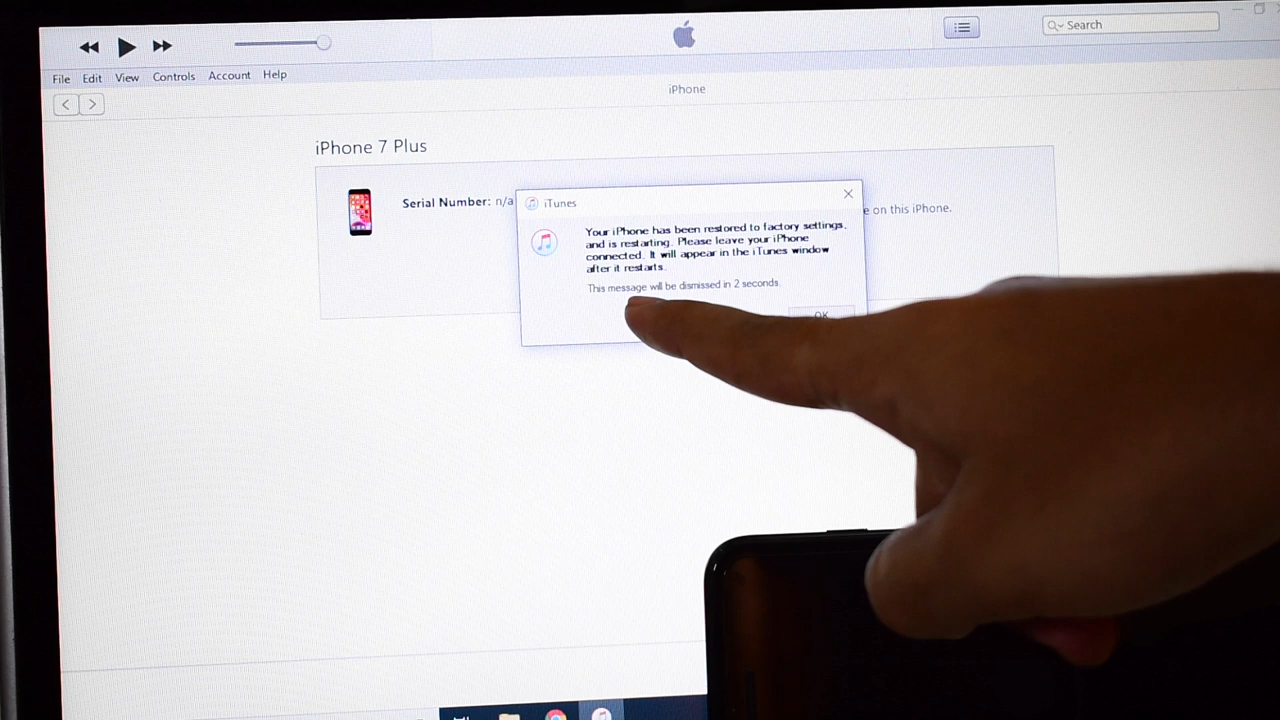 Search
File Edit View Controls Account Help
iPhone
iPhone 7 Plus
Serial Number: n/a
e on this iPhone.
iTunes
Your iPhone has been restored to factory settings,
and is restarting. Please leave your iPhone
connected. It will appear in the iTunes window
after it restarts.
This message will be dismissed in 2 seconds.
OK